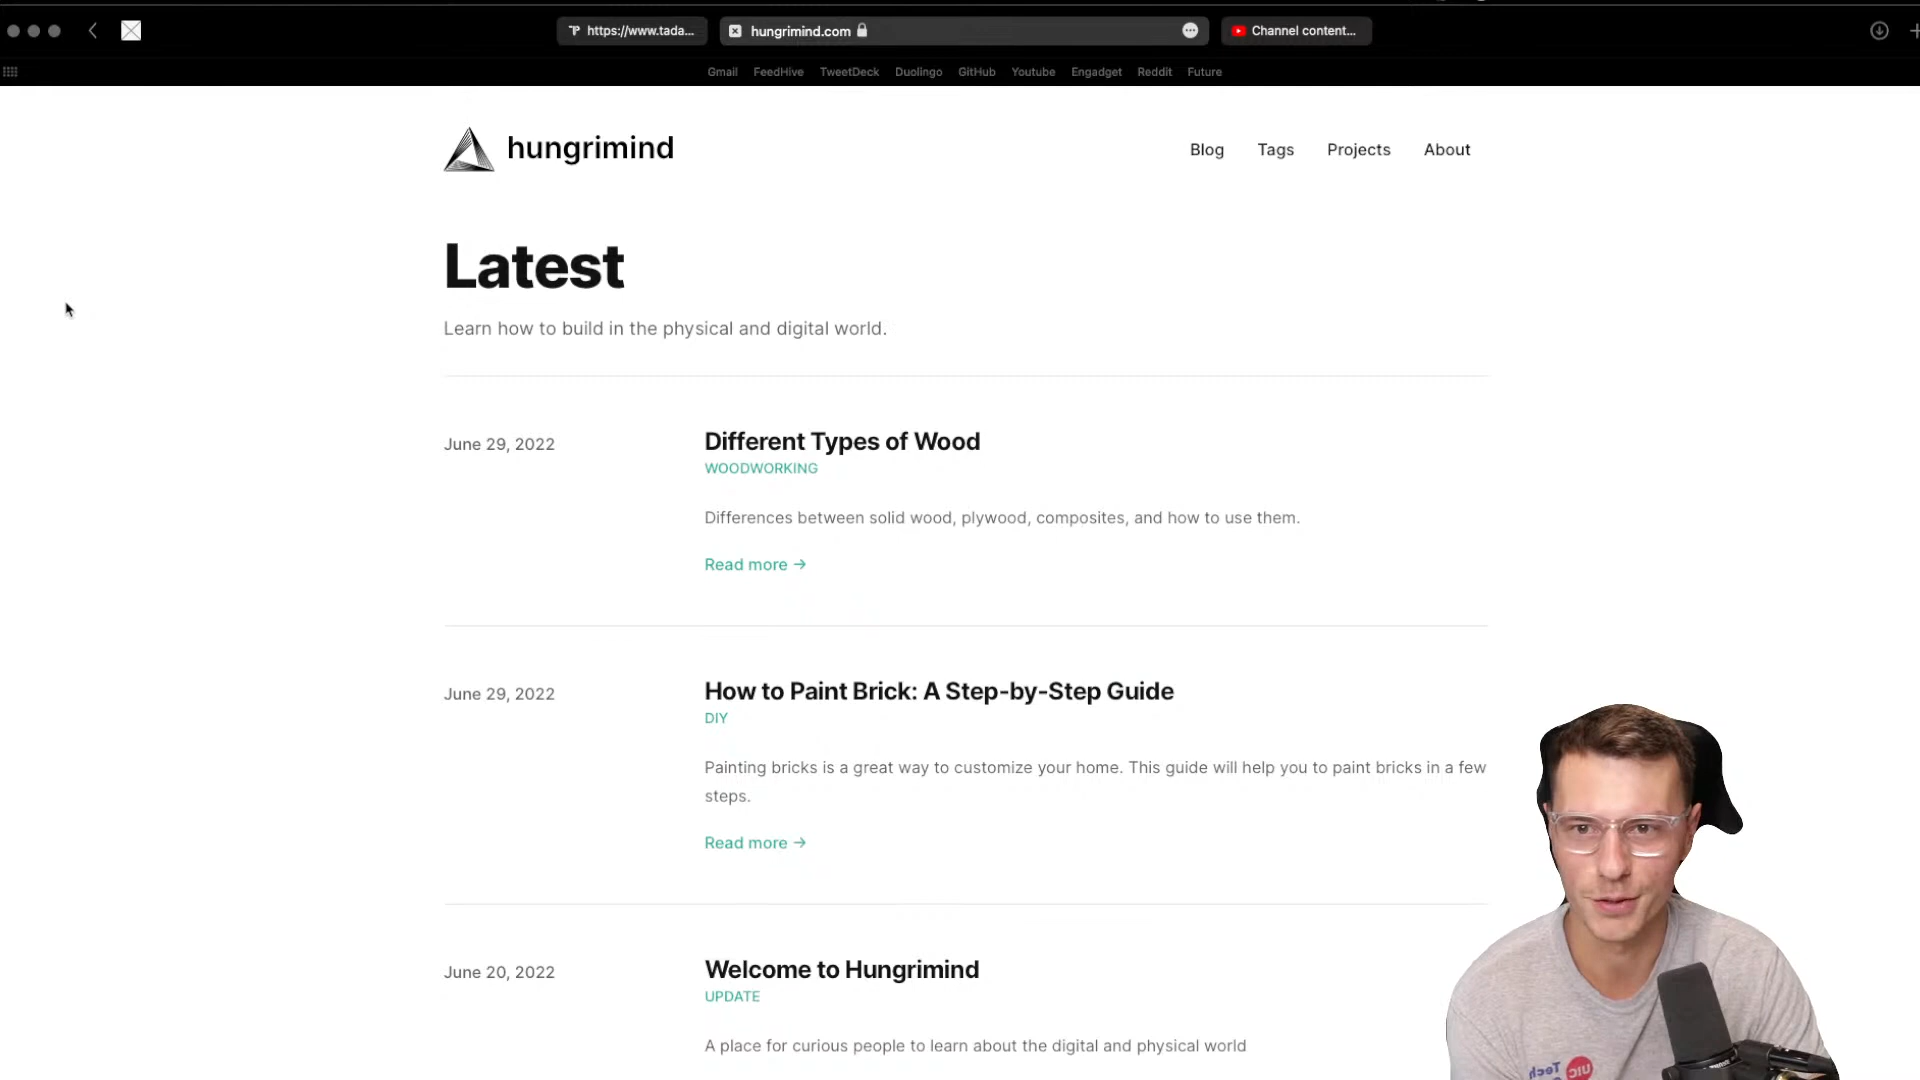 https://www.tada...
hungrimind.com
Channel content...
Gmail FeedHive TweetDeck Duolingo GitHub Youtube Engadget Reddit Future
hungrimind
Blog Tags Projects About
Latest
Learn how to build in the physical and digital world.
June 29, 2022
Different Types of Wood
WOODWORKING
Differences between solid wood, plywood, composites, and how to use them.
Read more →
June 29, 2022
How to Paint Brick: A Step-by-Step Guide
DIY
Painting bricks is a great way to customize your home. This guide will help you to paint bricks in a few
steps.
Read more →
June 20, 2022
Welcome to Hungrimind
UPDATE
A place for curious people to learn about the digital and physical world
Tech UIC